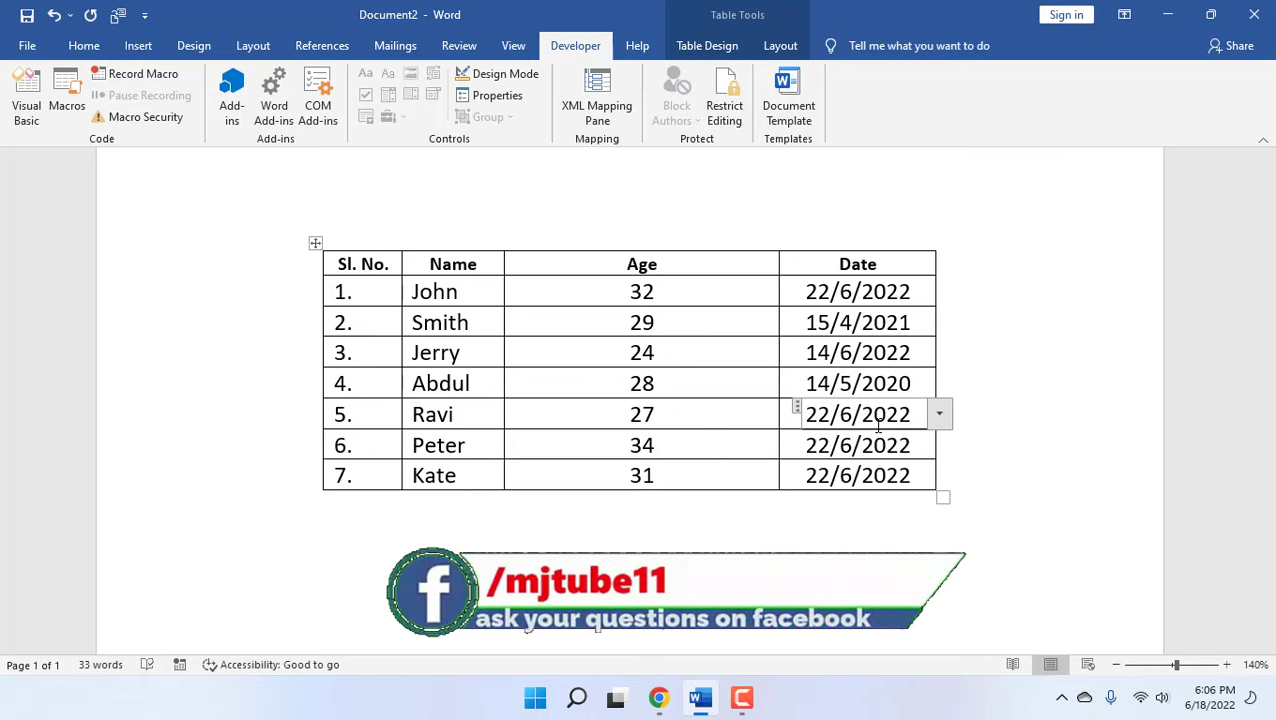 Document2 - Word
Table Tools
Sign in
File Home Insert Design Layout References Mailings Review View Developer Help Table Design Layout Tell me what you want to do Share
Visual Basic
Macros
Record Macro
Pause Recording
Macro Security
Code
Add-ins
Word Add-ins
COM Add-ins
Add-ins
Aa Aa
Design Mode
Properties
Group
Controls
XML Mapping Pane
Mapping
Block Authors
Restrict Editing
Protect
Document Template
Templates
Sl. No. Name Age Date
1. John 32 22/6/2022
2. Smith 29 15/4/2021
3. Jerry 24 14/6/2022
4. Abdul 28 14/5/2020
5. Ravi 27 22/6/2022
6. Peter 34 22/6/2022
7. Kate 31 22/6/2022
f /mjtube11
ask your questions on facebook
Page 1 of 1 33 words Accessibility: Good to go 140%
6:06 PM
6/18/2022